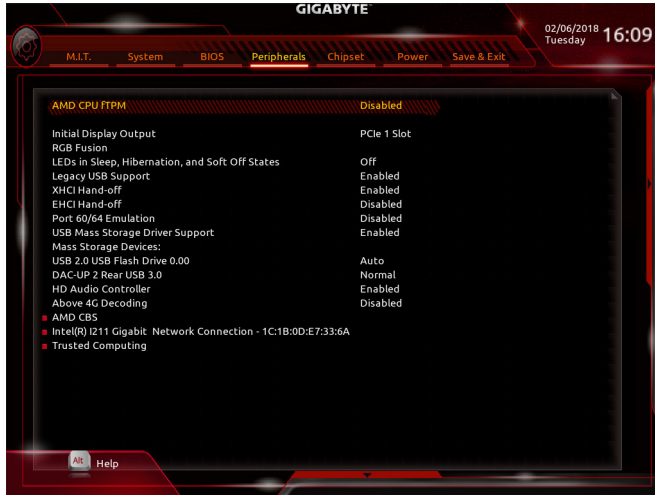 GIGABYTE™
02/06/2018 16:09
Tuesday
M.I.T. System BIOS Peripherals Chipset Power Save & Exit
AMD CPU fTPM Disabled
Initial Display Output PCIe 1 Slot
RGB Fusion
LEDs in Sleep, Hibernation, and Soft Off States Off
Legacy USB Support Enabled
XHCI Hand-off Enabled
EHCI Hand-off Disabled
Port 60/64 Emulation Disabled
USB Mass Storage Driver Support Enabled
Mass Storage Devices:
USB 2.0 USB Flash Drive 0.00 Auto
DAC-UP 2 Rear USB 3.0 Normal
HD Audio Controller Enabled
Above 4G Decoding Disabled
AMD CBS
Intel(R) I211 Gigabit Network Connection - 1C:1B:0D:E7:33:6A
Trusted Computing
Alt Help